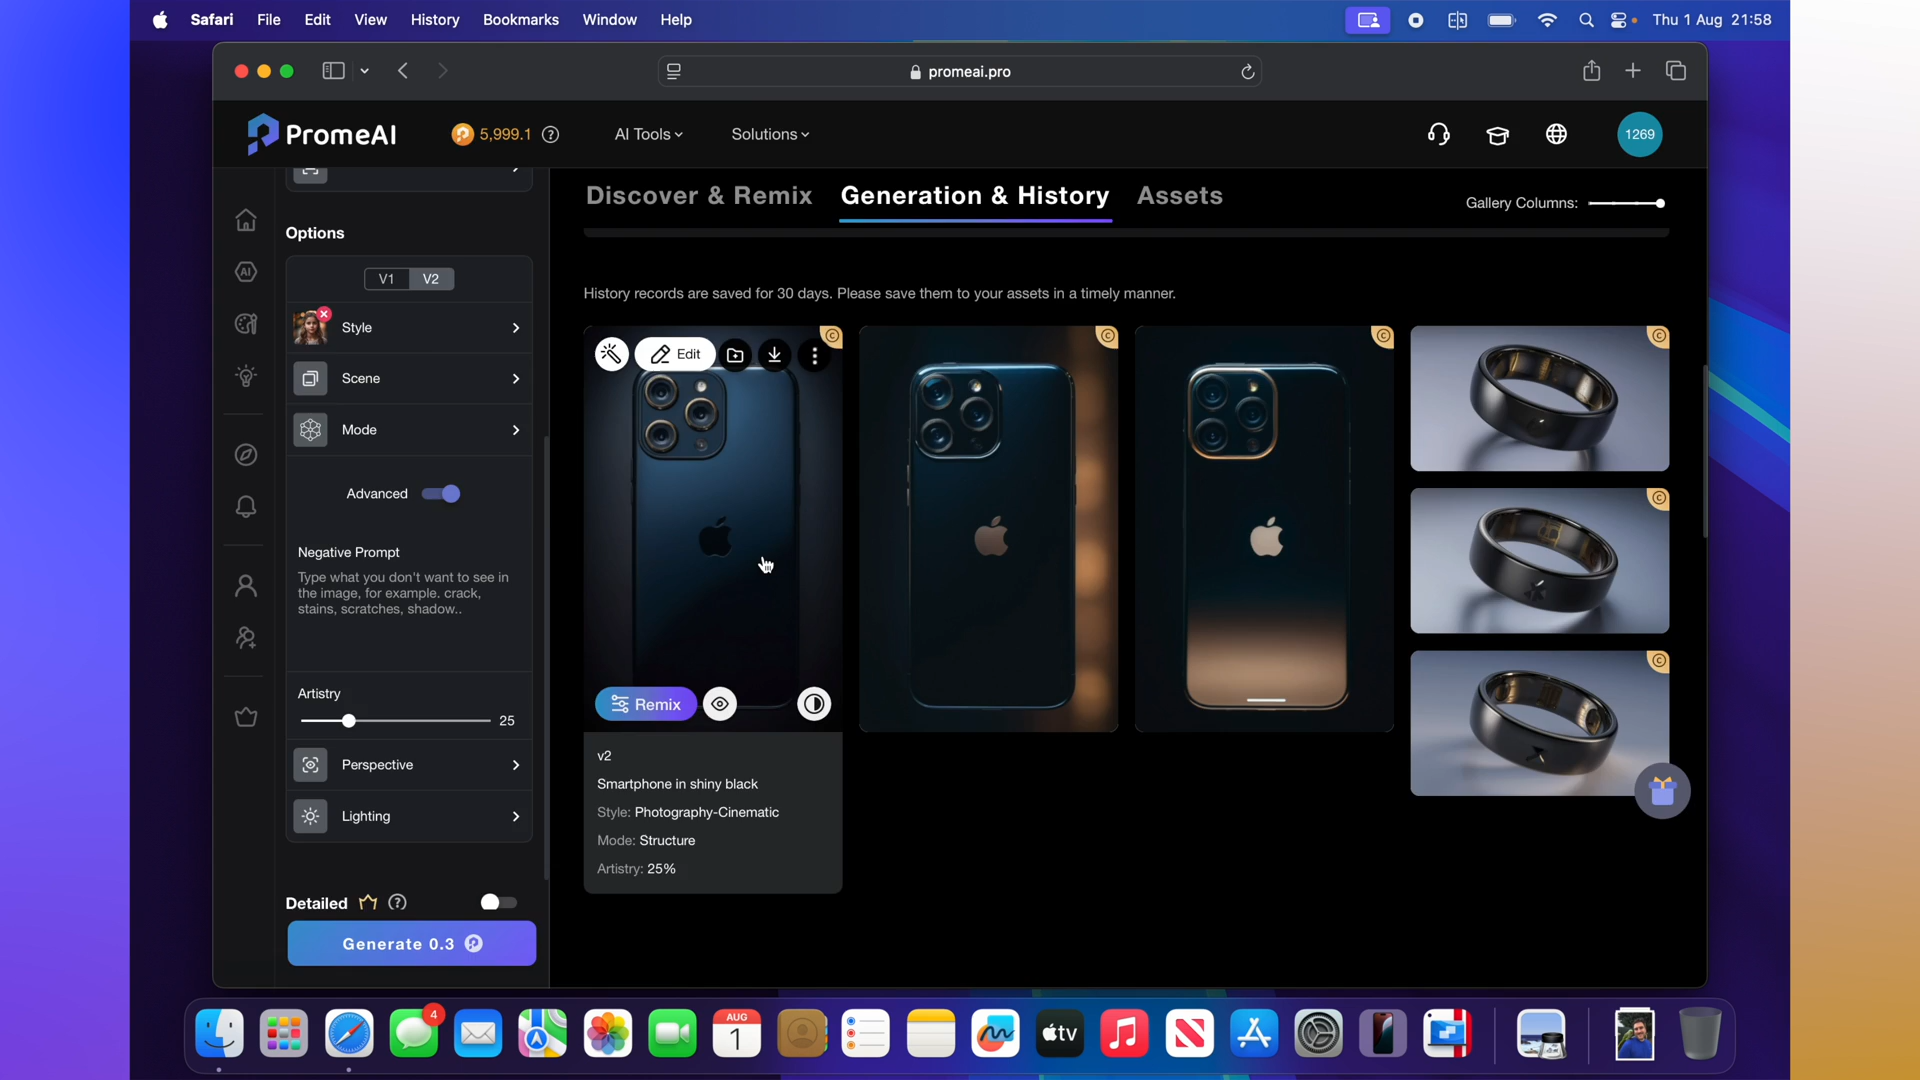 Safari File Edit View History Bookmarks Window Help Thu 1 Aug 21:58
promeai.pro
PromeAI 5,999.1 ? AI Tools Solutions 1269
Discover & Remix Generation & History Assets Gallery Columns:
Options
V1 V2
Style
Scene
Mode
Advanced
Negative Prompt
Type what you don't want to see in
the image, for example. crack,
stains, scratches, shadow..
Artistry
25
Perspective
Lighting
Detailed ?
Generate 0.3
AI
History records are saved for 30 days. Please save them to your assets in a timely manner.
Edit
C
C
C
C
C
C
Remix
v2
Smartphone in shiny black
Style: Photography-Cinematic
Mode: Structure
Artistry: 25%
4
AUG
1
tv